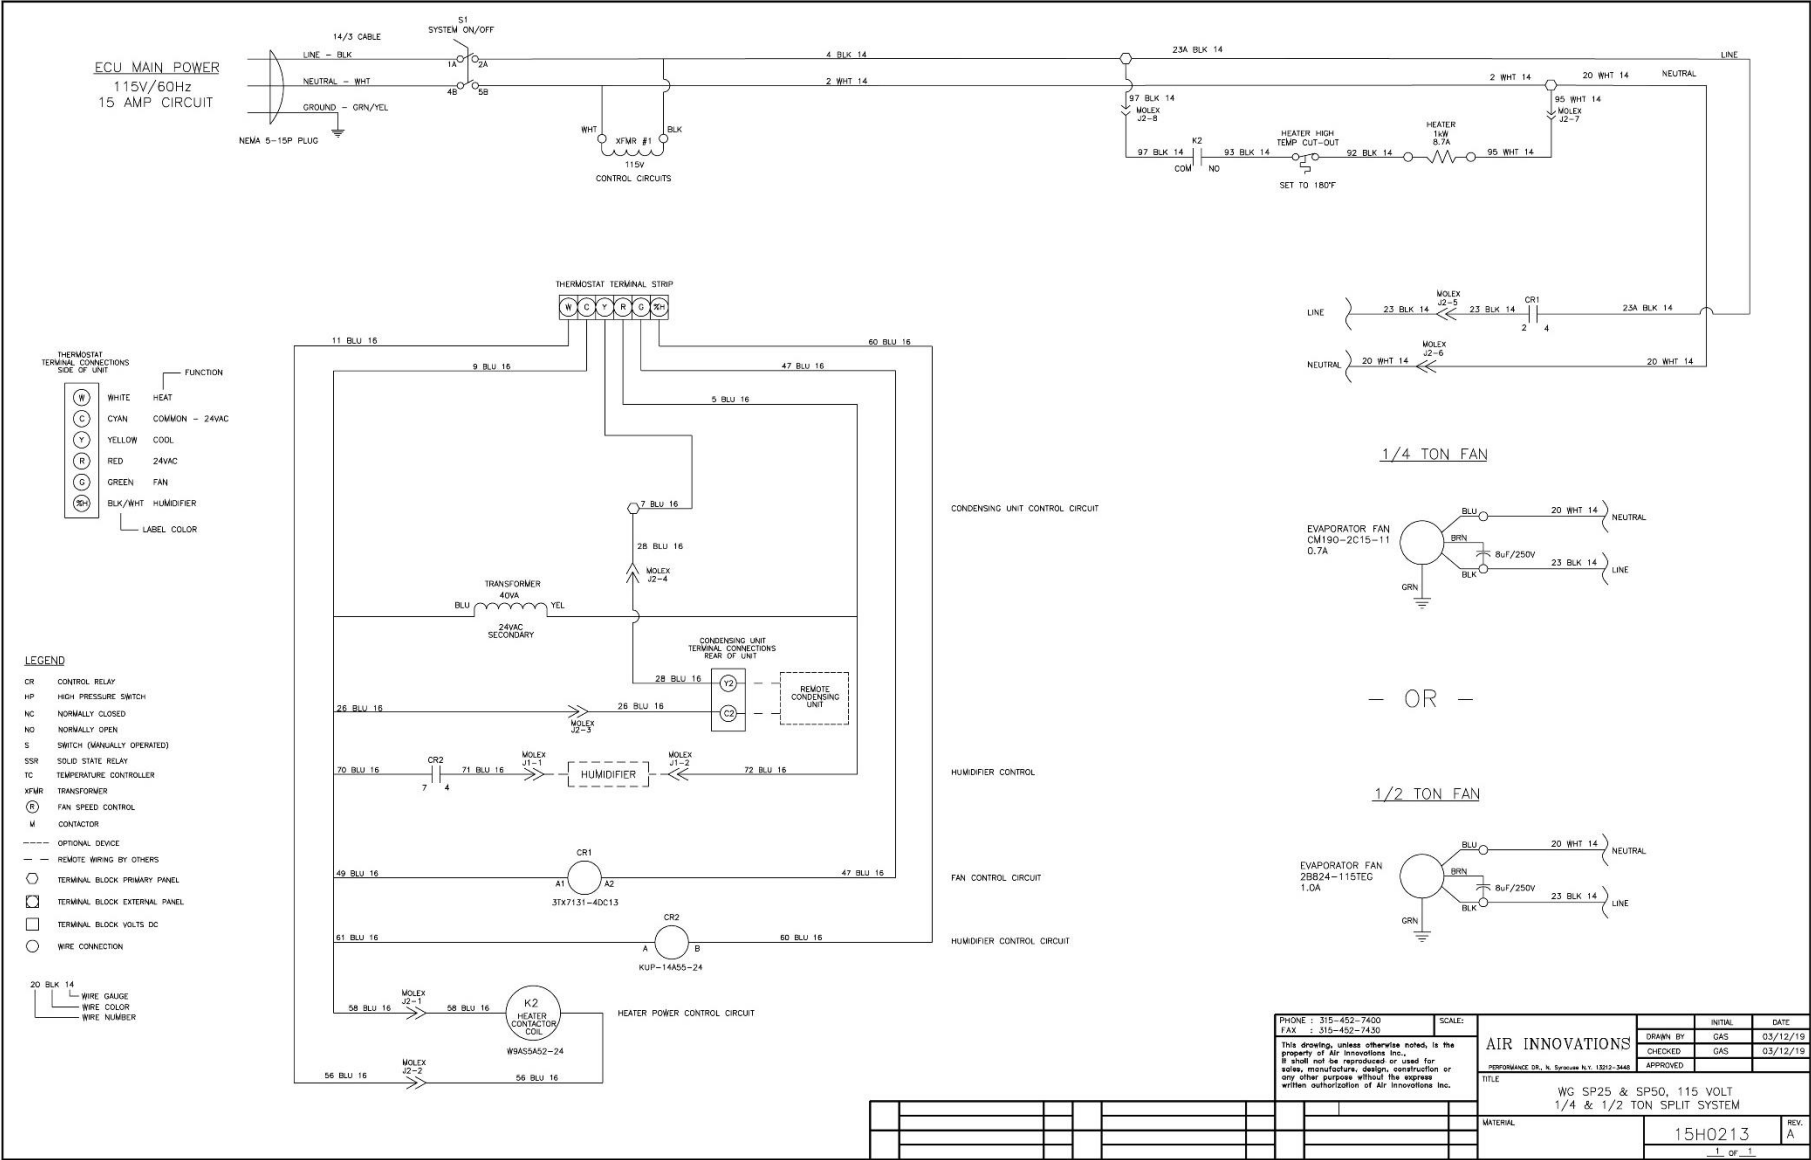 ECU MAIN POWER
115V/60Hz
15 AMP CIRCUIT
14/3 CABLE
LINE - BLK
NEUTRAL - WHT
GROUND - GRN/YEL
NEMA 5-15P PLUG
S1
SYSTEM ON/OFF
1A 2A
4B 5B
4 BLK 14
2 WHT 14
WHT
XFMR #1
BLK
115V
CONTROL CIRCUITS
23A BLK 14
LINE
2 WHT 14
20 WHT 14
NEUTRAL
97 BLK 14
MOLEX
J2-8
95 WHT 14
MOLEX
J2-7
97 BLK 14
K2
COM NO
93 BLK 14
HEATER HIGH
TEMP CUT-OUT
SET TO 180°F
92 BLK 14
HEATER
1kW
8.7A
95 WHT 14
LINE
23 BLK 14
MOLEX
J2-5
23 BLK 14
CR1
2 4
23A BLK 14
NEUTRAL
20 WHT 14
MOLEX
J2-6
20 WHT 14
THERMOSTAT TERMINAL STRIP
W C Y R G %H
11 BLU 16
60 BLU 16
9 BLU 16
47 BLU 16
5 BLU 16
THERMOSTAT
TERMINAL CONNECTIONS
SIDE OF UNIT
FUNCTION
W WHITE HEAT
C CYAN COMMON - 24VAC
Y YELLOW COOL
R RED 24VAC
G GREEN FAN
%H BLK/WHT HUMIDIFIER
LABEL COLOR
7 BLU 16
CONDENSING UNIT CONTROL CIRCUIT
28 BLU 16
MOLEX
J2-4
TRANSFORMER
40VA
BLU YEL
24VAC
SECONDARY
CONDENSING UNIT
TERMINAL CONNECTIONS
REAR OF UNIT
28 BLU 16
Y2
C2
REMOTE
CONDENSING
UNIT
26 BLU 16
MOLEX
J2-3
26 BLU 16
70 BLU 16
CR2
7 4
71 BLU 16
MOLEX
J1-1
HUMIDIFIER
MOLEX
J1-2
72 BLU 16
HUMIDIFIER CONTROL
49 BLU 16
CR1
A1 A2
3TX7131-4DC13
47 BLU 16
FAN CONTROL CIRCUIT
61 BLU 16
CR2
A B
KUP-14A55-24
60 BLU 16
HUMIDIFIER CONTROL CIRCUIT
58 BLU 16
MOLEX
J2-1
58 BLU 16
K2
HEATER
CONTACTOR
COIL
W9AS5A52-24
HEATER POWER CONTROL CIRCUIT
56 BLU 16
MOLEX
J2-2
56 BLU 16
LEGEND
CR CONTROL RELAY
HP HIGH PRESSURE SWITCH
NC NORMALLY CLOSED
NO NORMALLY OPEN
S SWITCH (MANUALLY OPERATED)
SSR SOLID STATE RELAY
TC TEMPERATURE CONTROLLER
XFMR TRANSFORMER
R FAN SPEED CONTROL
M CONTACTOR
OPTIONAL DEVICE
REMOTE WIRING BY OTHERS
TERMINAL BLOCK PRIMARY PANEL
TERMINAL BLOCK EXTERNAL PANEL
TERMINAL BLOCK VOLTS DC
WIRE CONNECTION
20 BLK 14
WIRE GAUGE
WIRE COLOR
WIRE NUMBER
1/4 TON FAN
EVAPORATOR FAN
CM190-2C15-11
0.7A
BLU
BRN
BLK
GRN
8uF/250V
20 WHT 14
NEUTRAL
23 BLK 14
LINE
- OR -
1/2 TON FAN
EVAPORATOR FAN
2BB24-115TEG
1.0A
BLU
BRN
BLK
GRN
8uF/250V
20 WHT 14
NEUTRAL
23 BLK 14
LINE
PHONE : 315-452-7400
FAX : 315-452-7430
SCALE:
This drawing, unless otherwise noted, is the
property of Air Innovations Inc.,
It shall not be reproduced or used for
sales, manufacture, design, construction or
any other purpose without the express
written authorization of Air Innovations Inc.
AIR INNOVATIONS
PERFORMANCE DR., N. Syracuse N.Y. 13212-3448
INITIAL DATE
DRAWN BY GAS 03/12/19
CHECKED GAS 03/12/19
APPROVED
TITLE
WG SP25 & SP50, 115 VOLT
1/4 & 1/2 TON SPLIT SYSTEM
MATERIAL
15H0213
REV.
A
1 OF 1